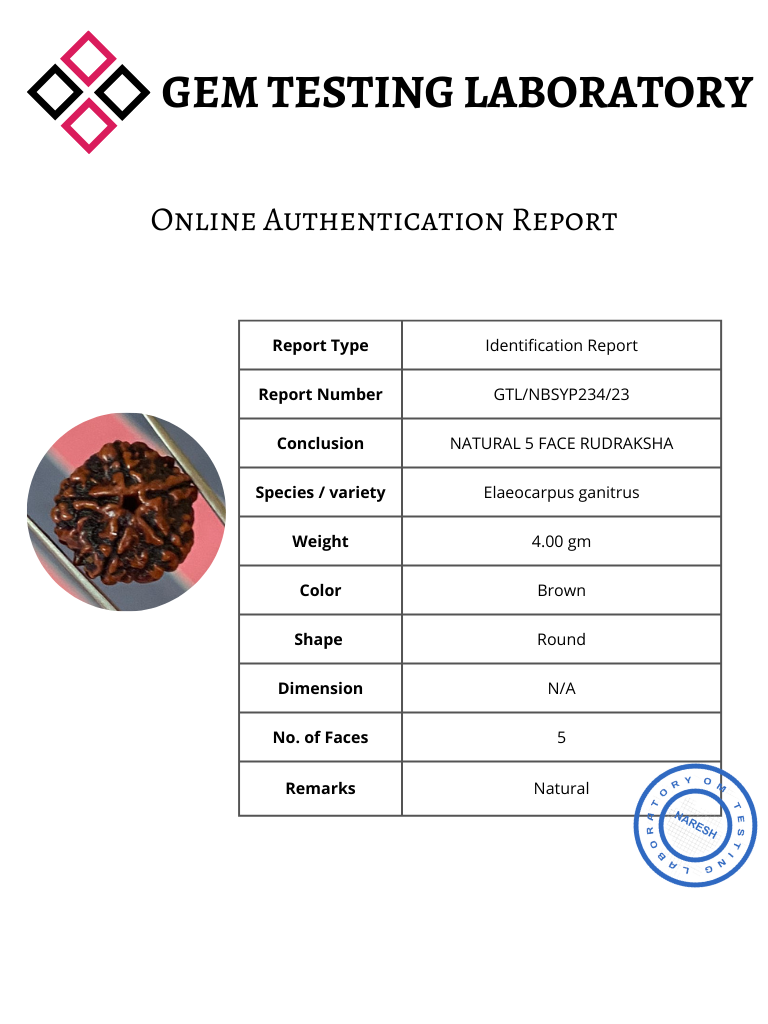 GEM TESTING LABORATORY
Online Authentication Report
Report Type Identification Report
Report Number GTL/NBSYP234/23
Conclusion NATURAL 5 FACE RUDRAKSHA
Species / variety Elaeocarpus ganitrus
Weight 4.00 gm
Color Brown
Shape Round
Dimension N/A
No. of Faces 5
Remarks Natural
OM TESTING LABORATORY
NARESH